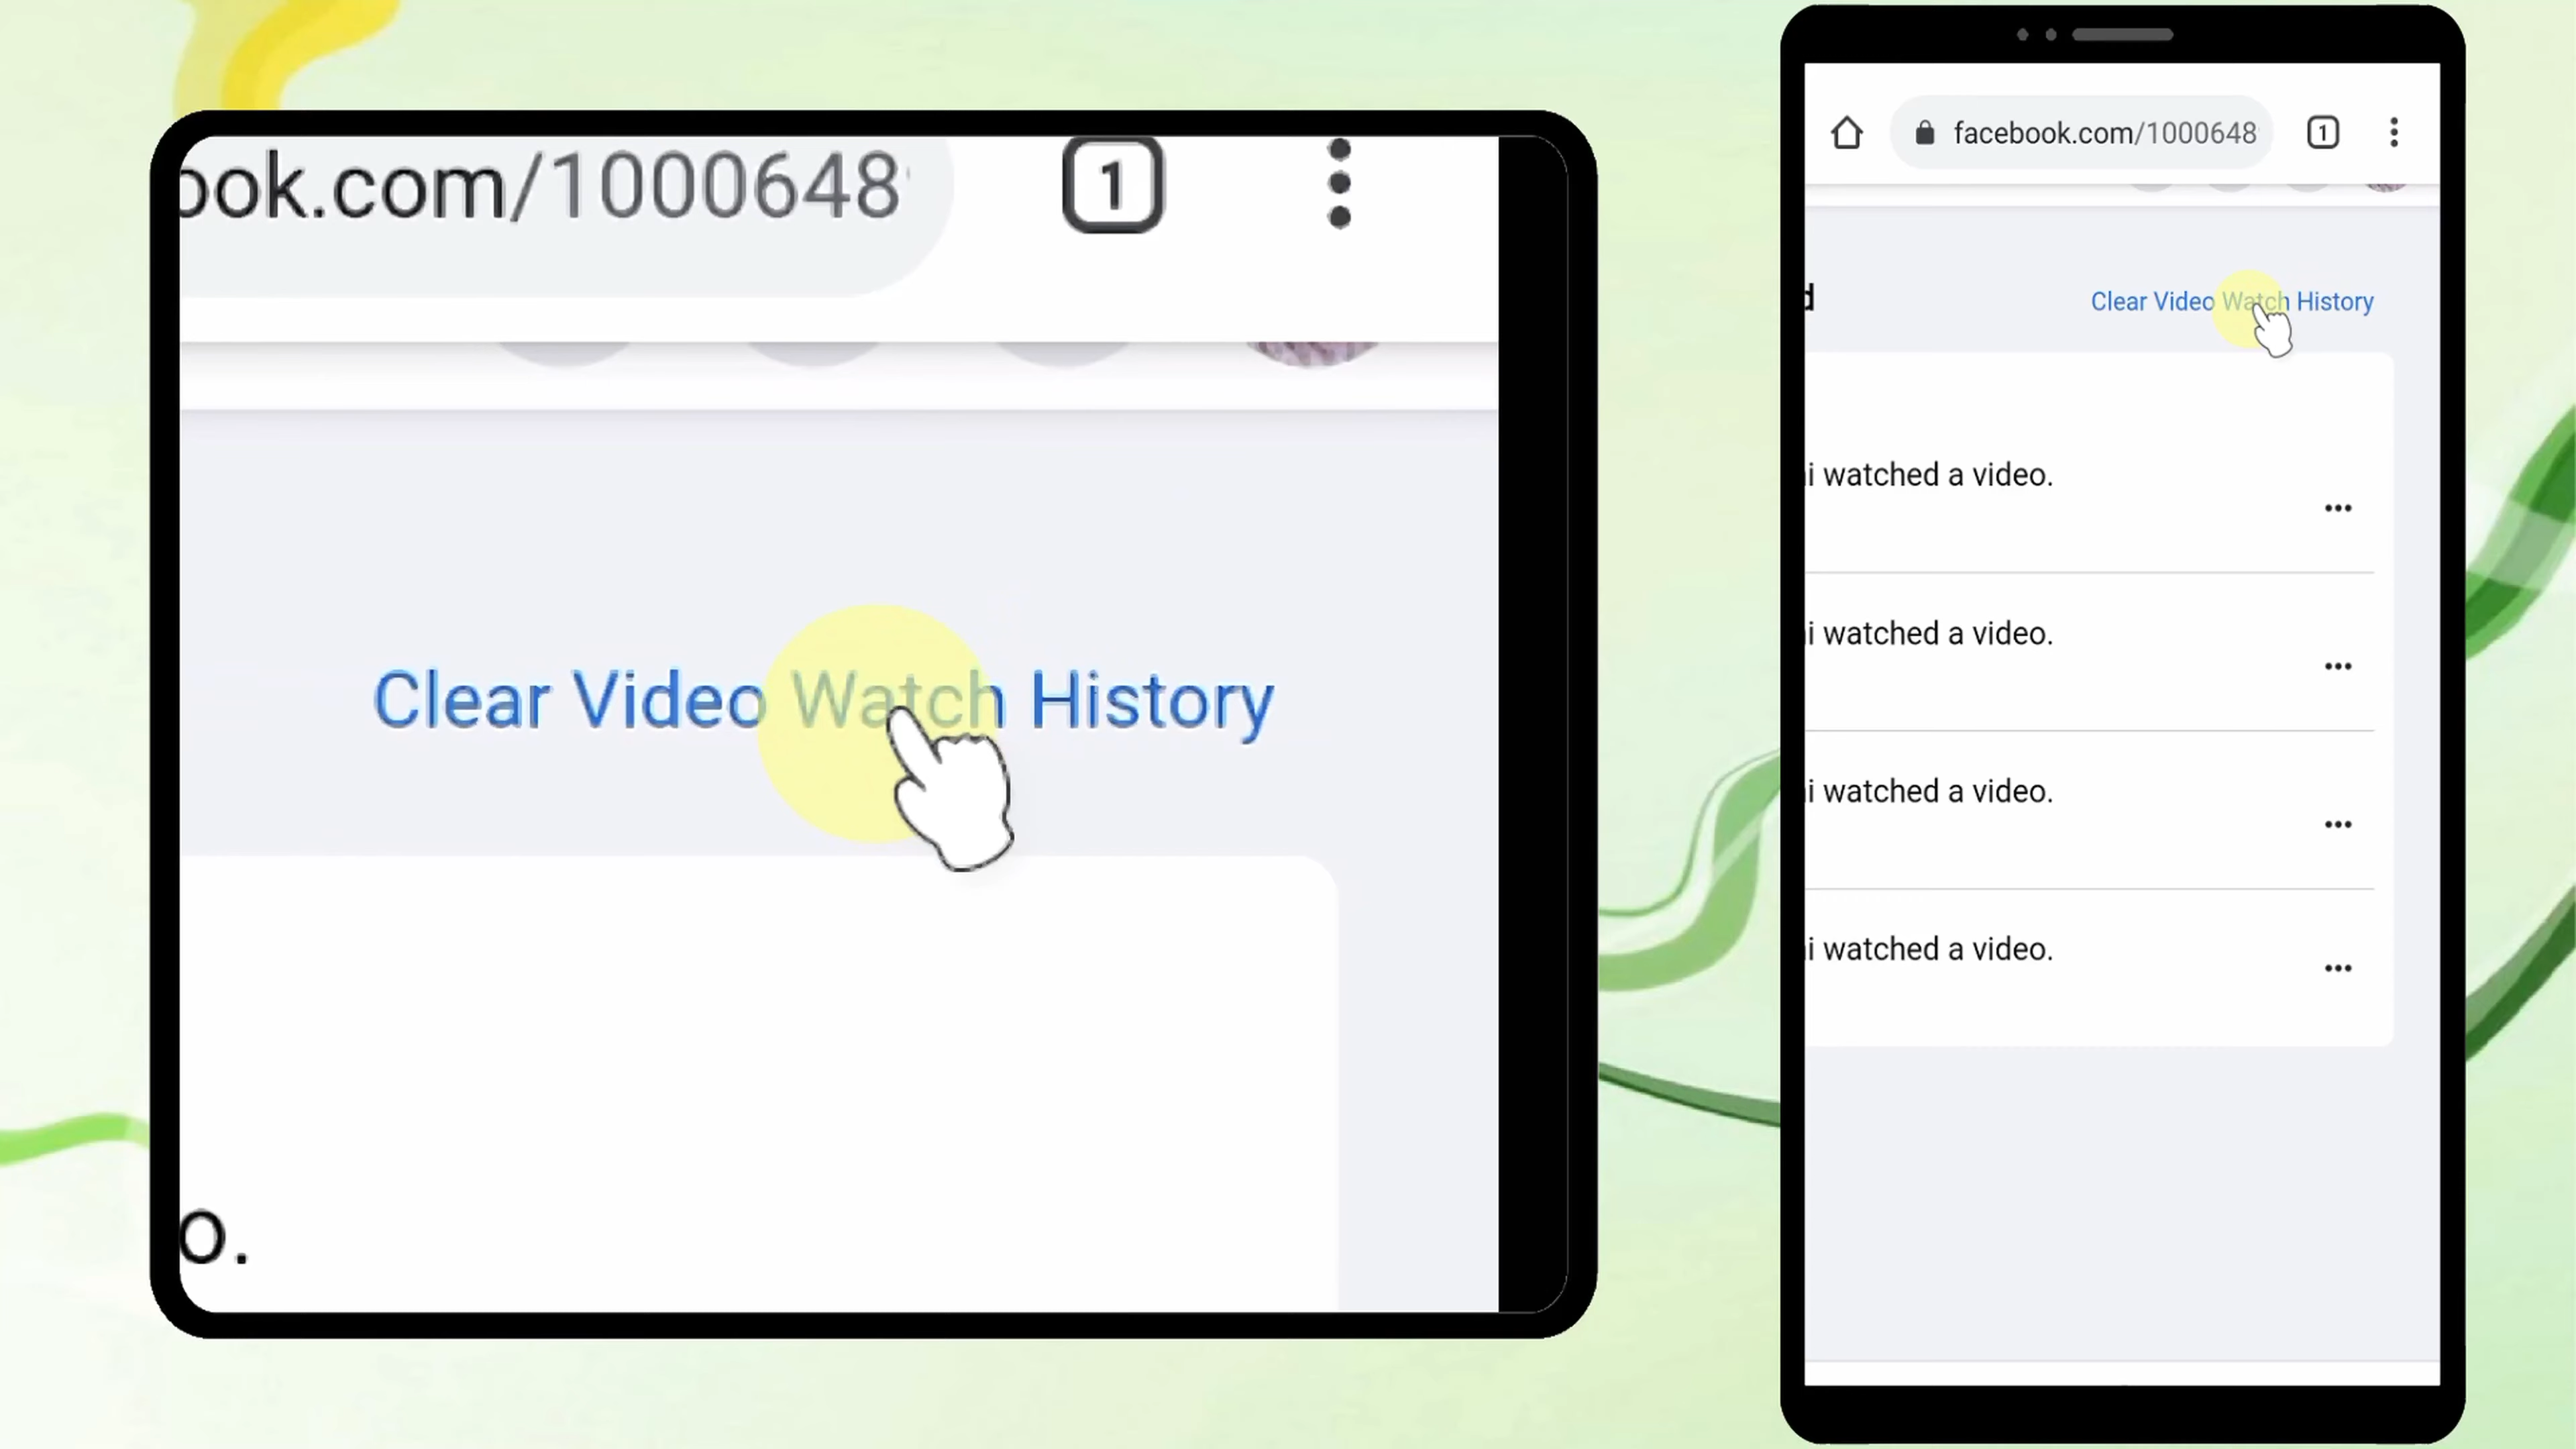 ook.com/1000648
1
Clear Video Watch History
o.
facebook.com/1000648
1
d
Clear Video Watch History
i watched a video.
i watched a video.
i watched a video.
i watched a video.